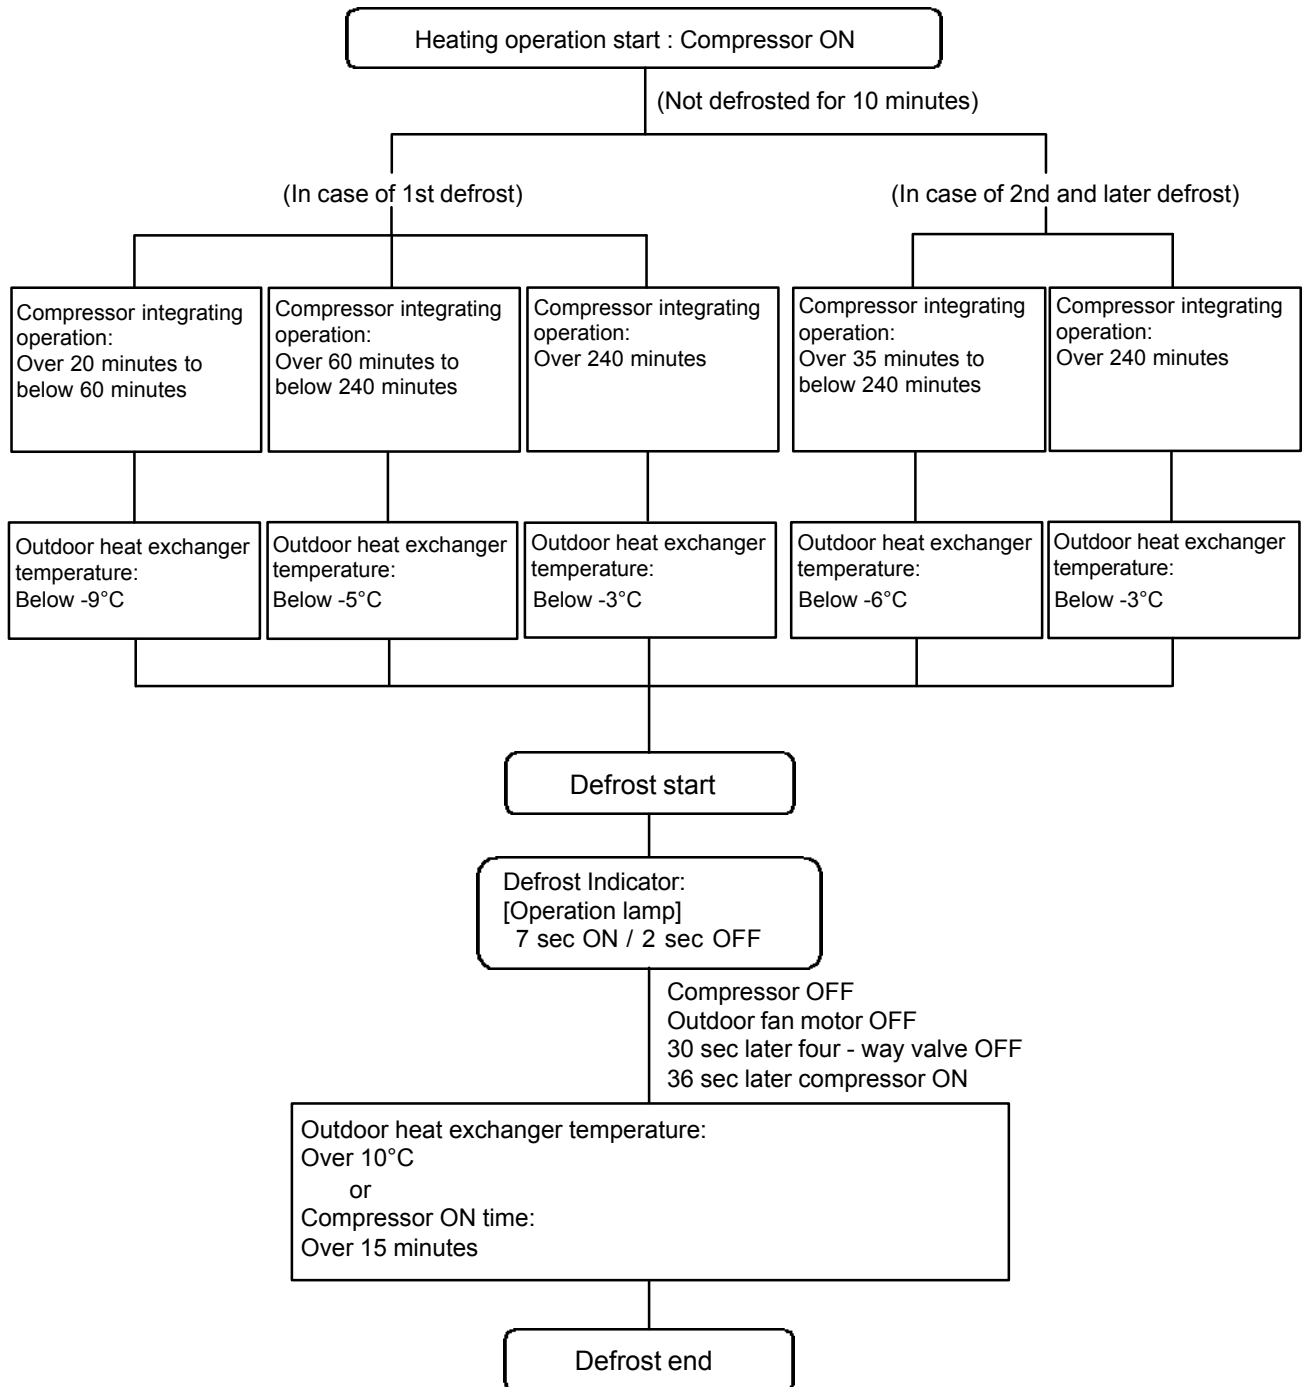 Heating operation start : Compressor ON
(Not defrosted for 10 minutes)
(In case of 1st defrost)
(In case of 2nd and later defrost)
Compressor integrating
operation:
Over 20 minutes to
below 60 minutes
Compressor integrating
operation:
Over 60 minutes to
below 240 minutes
Compressor integrating
operation:
Over 240 minutes
Compressor integrating
operation:
Over 35 minutes to
below 240 minutes
Compressor integrating
operation:
Over 240 minutes
Outdoor heat exchanger
temperature:
Below -9°C
Outdoor heat exchanger
temperature:
Below -5°C
Outdoor heat exchanger
temperature:
Below -3°C
Outdoor heat exchanger
temperature:
Below -6°C
Outdoor heat exchanger
temperature:
Below -3°C
Defrost start
Defrost Indicator:
[Operation lamp]
7 sec ON / 2 sec OFF
Compressor OFF
Outdoor fan motor OFF
30 sec later four - way valve OFF
36 sec later compressor ON
Outdoor heat exchanger temperature:
Over 10°C
or
Compressor ON time:
Over 15 minutes
Defrost end